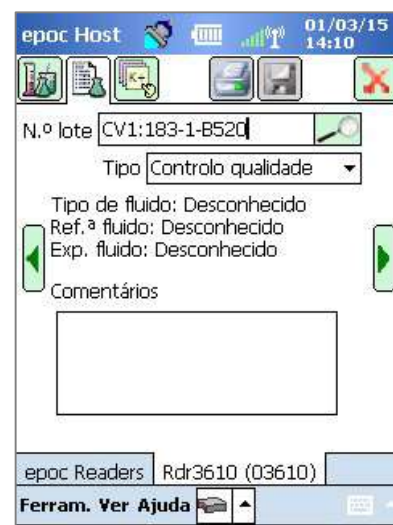 epoc Host 01/03/15
14:10
K+
N.º lote CV1:183-1-B520
Tipo Controlo qualidade
Tipo de fluido: Desconhecido
Ref.ª fluido: Desconhecido
Exp. fluido: Desconhecido
Comentários
epoc Readers Rdr3610 (03610)
Ferram. Ver Ajuda